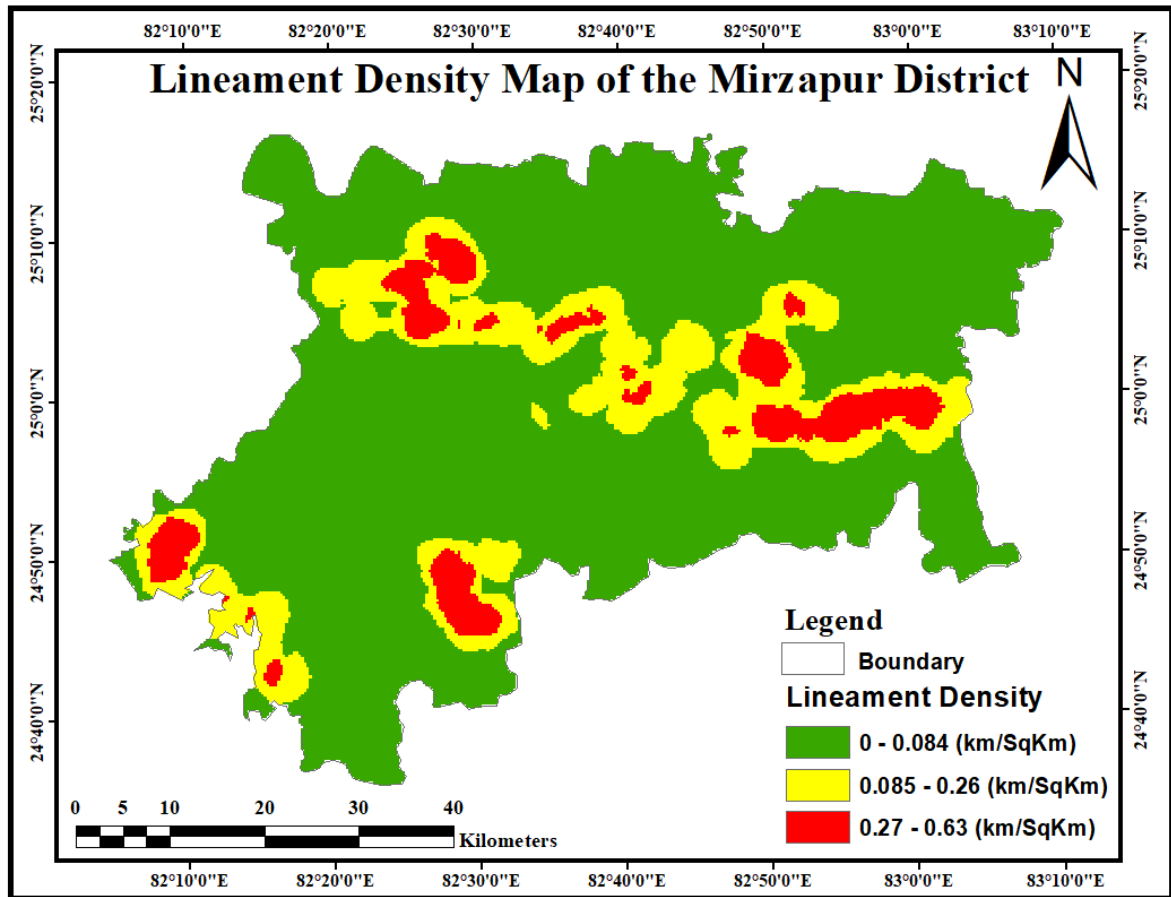 82°10'0"E 82°20'0"E 82°30'0"E 82°40'0"E 82°50'0"E 83°0'0"E 83°10'0"E
Lineament Density Map of the Mirzapur District
N
25°20'0"N 25°20'0"N
25°10'0"N 25°10'0"N
25°0'0"N 25°0'0"N
24°50'0"N 24°50'0"N
24°40'0"N 24°40'0"N
Legend
Boundary
Lineament Density
0 - 0.084 (km/SqKm)
0.085 - 0.26 (km/SqKm)
0.27 - 0.63 (km/SqKm)
0 5 10 20 30 40
Kilometers
82°10'0"E 82°20'0"E 82°30'0"E 82°40'0"E 82°50'0"E 83°0'0"E 83°10'0"E